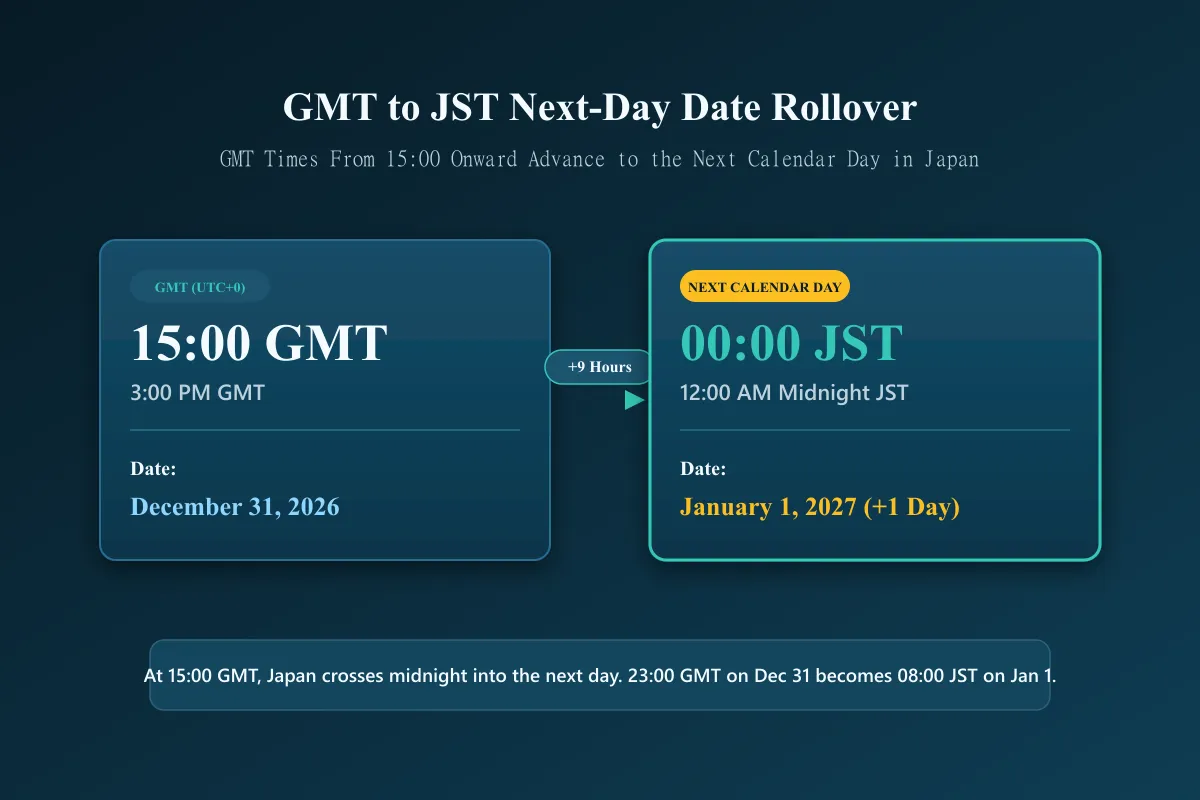 GMT to JST Next-Day Date Rollover
GMT Times From 15:00 Onward Advance to the Next Calendar Day in Japan
GMT (UTC+0)
15:00 GMT
3:00 PM GMT
Date:
December 31, 2026
+9 Hours
NEXT CALENDAR DAY
00:00 JST
12:00 AM Midnight JST
Date:
January 1, 2027 (+1 Day)
At 15:00 GMT, Japan crosses midnight into the next day. 23:00 GMT on Dec 31 becomes 08:00 JST on Jan 1.